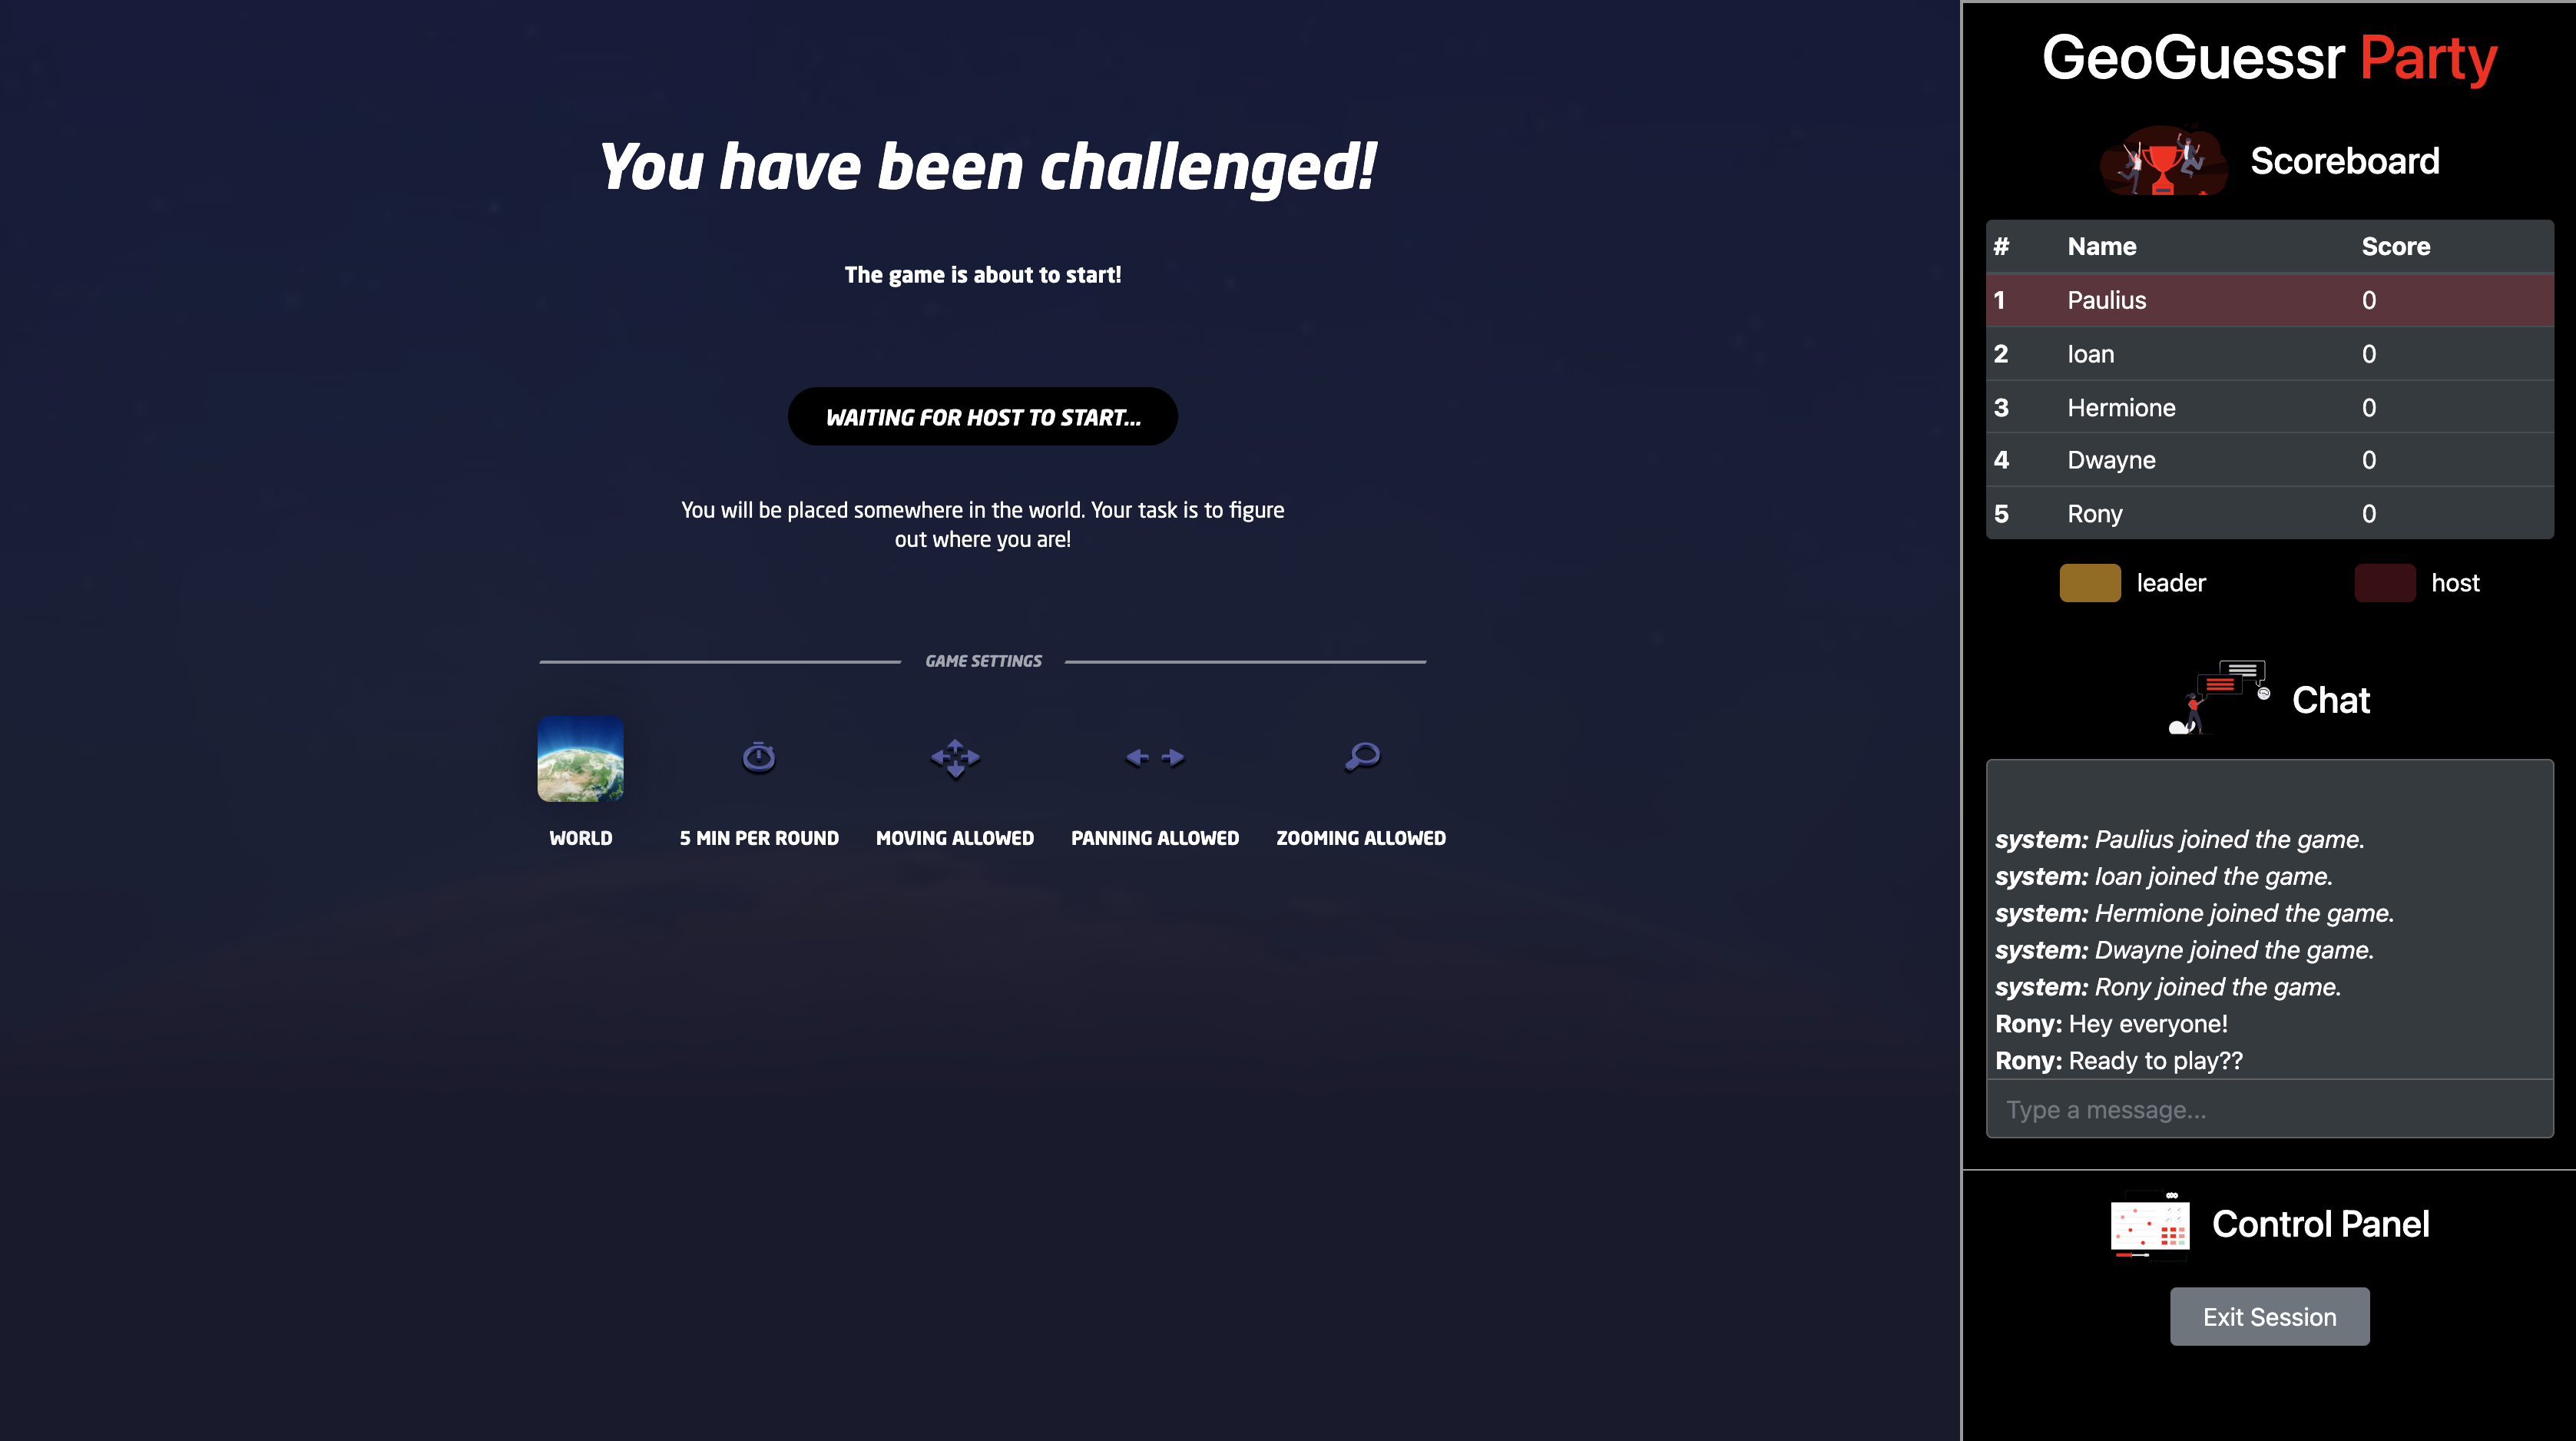 You have been challenged!
The game is about to start!
WAITING FOR HOST TO START...
You will be placed somewhere in the world. Your task is to figure
out where you are!
GAME SETTINGS
WORLD
5 MIN PER ROUND
MOVING ALLOWED
PANNING ALLOWED
ZOOMING ALLOWED
GeoGuessr Party
Scoreboard
# Name Score
1 Paulius 0
2 Ioan 0
3 Hermione 0
4 Dwayne 0
5 Rony 0
leader
host
Chat
system: Paulius joined the game.
system: Ioan joined the game.
system: Hermione joined the game.
system: Dwayne joined the game.
system: Rony joined the game.
Rony: Hey everyone!
Rony: Ready to play??
Type a message...
Control Panel
Exit Session